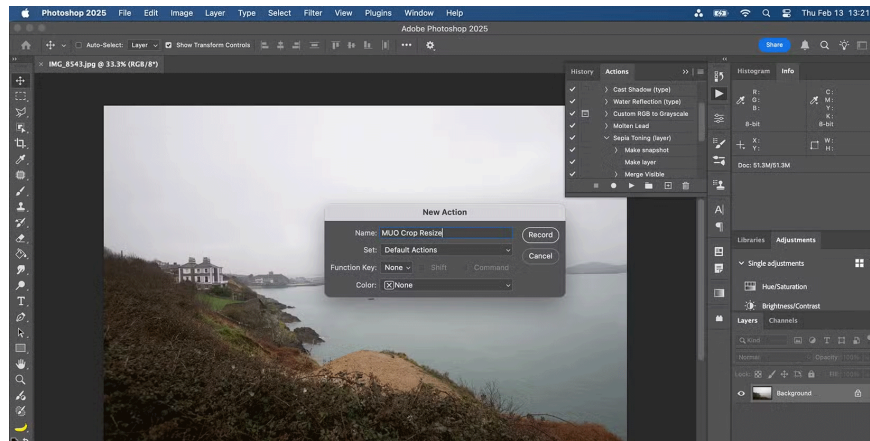 Photoshop 2025 File Edit Image Layer Type Select Filter View Plugins Window Help Thu Feb 13 13:21
Adobe Photoshop 2025
Auto-Select: Layer Show Transform Controls Share
IMG_8543.jpg @ 33.3% (RGB/8*)
History Actions
Cast Shadow (type)
Water Reflection (type)
Custom RGB to Grayscale
Molten Lead
Sepia Toning (layer)
Make snapshot
Make layer
Merge Visible
New Action
Name: MUO Crop Resize
Record
Set: Default Actions
Cancel
Function Key: None Shift Command
Color: None
Histogram Info
R: C:
G: M:
B: Y:
K:
8-bit 8-bit
X: W:
Y: H:
Doc: 51.3M/51.3M
Libraries Adjustments
Single adjustments
Hue/Saturation
Brightness/Contrast
Layers Channels
Kind
Normal Opacity: 100%
Lock: Fill: 100%
Background